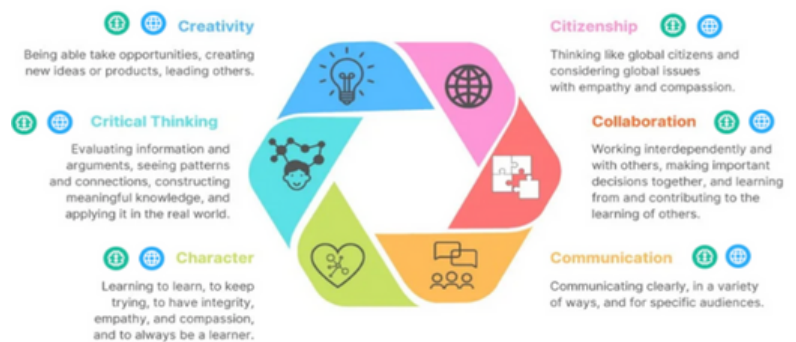 Creativity
Being able take opportunities, creating
new ideas or products, leading others.
Critical Thinking
Evaluating information and
arguments, seeing patterns
and connections, constructing
meaningful knowledge, and
applying it in the real world.
Character
Learning to learn, to keep
trying, to have integrity,
empathy, and compassion,
and to always be a learner.
Citizenship
Thinking like global citizens and
considering global issues
with empathy and compassion.
Collaboration
Working interdependently and
with others, making important
decisions together, and learning
from and contributing to the
learning of others.
Communication
Communicating clearly, in a variety
of ways, and for specific audiences.